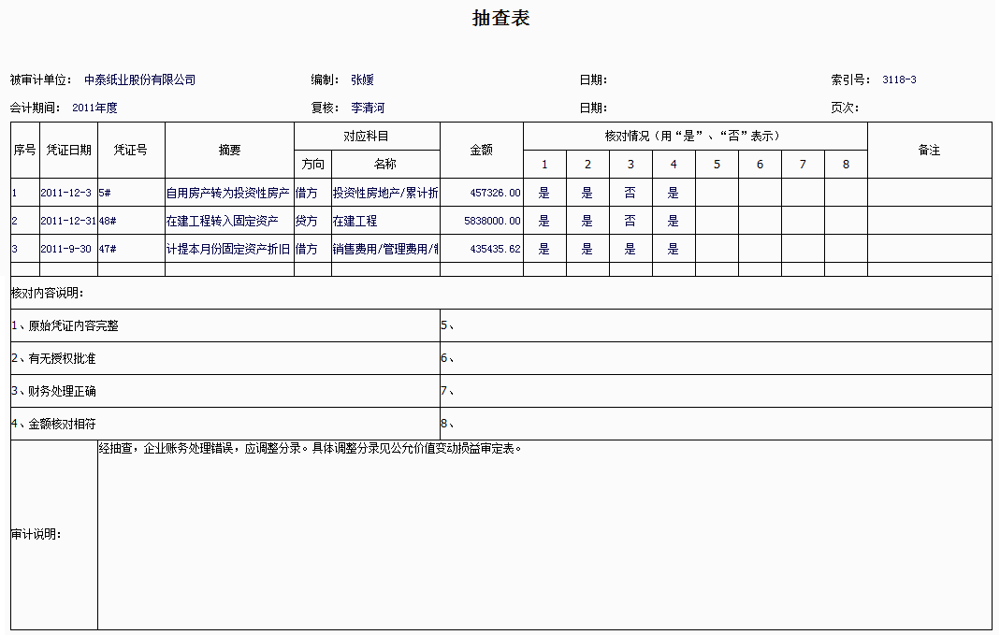 抽查表
被审计单位： 中泰纸业股份有限公司 编制： 张媛 日期： 索引号： 3118-3
会计期间： 2011年度 复核： 李清河 日期： 页次：
序号 凭证日期 凭证号 摘要 对应科目 金额 核对情况（用“是”、“否”表示） 备注
方向 名称 1 2 3 4 5 6 7 8
1 2011-12-3 5# 自用房产转为投资性房产 借方 投资性房地产/累计折 457326.00 是 是 否 是
2 2011-12-31 48# 在建工程转入固定资产 贷方 在建工程 5838000.00 是 是 否 是
3 2011-9-30 47# 计提本月份固定资产折旧 借方 销售费用/管理费用/制 435435.62 是 是 是 是
核对内容说明：
1、原始凭证内容完整 5、
2、有无授权批准 6、
3、财务处理正确 7、
4、金额核对相符 8、
审计说明： 经抽查，企业账务处理错误，应调整分录。具体调整分录见公允价值变动损益审定表。